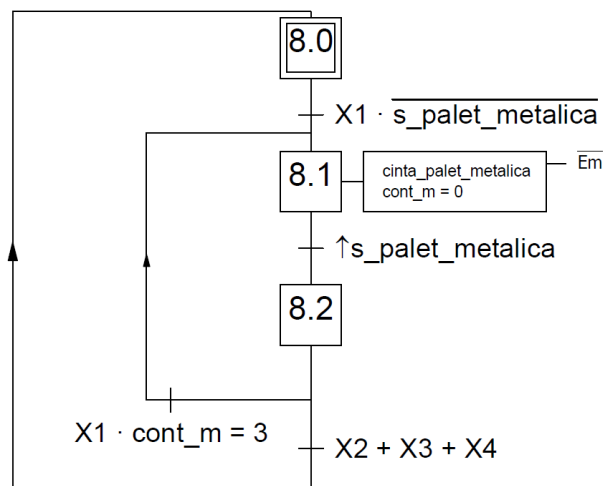 8.0
X1 · s_palet_metalica
8.1
cinta_palet_metalica
cont_m = 0
Em
↑s_palet_metalica
8.2
X1 · cont_m = 3
X2 + X3 + X4